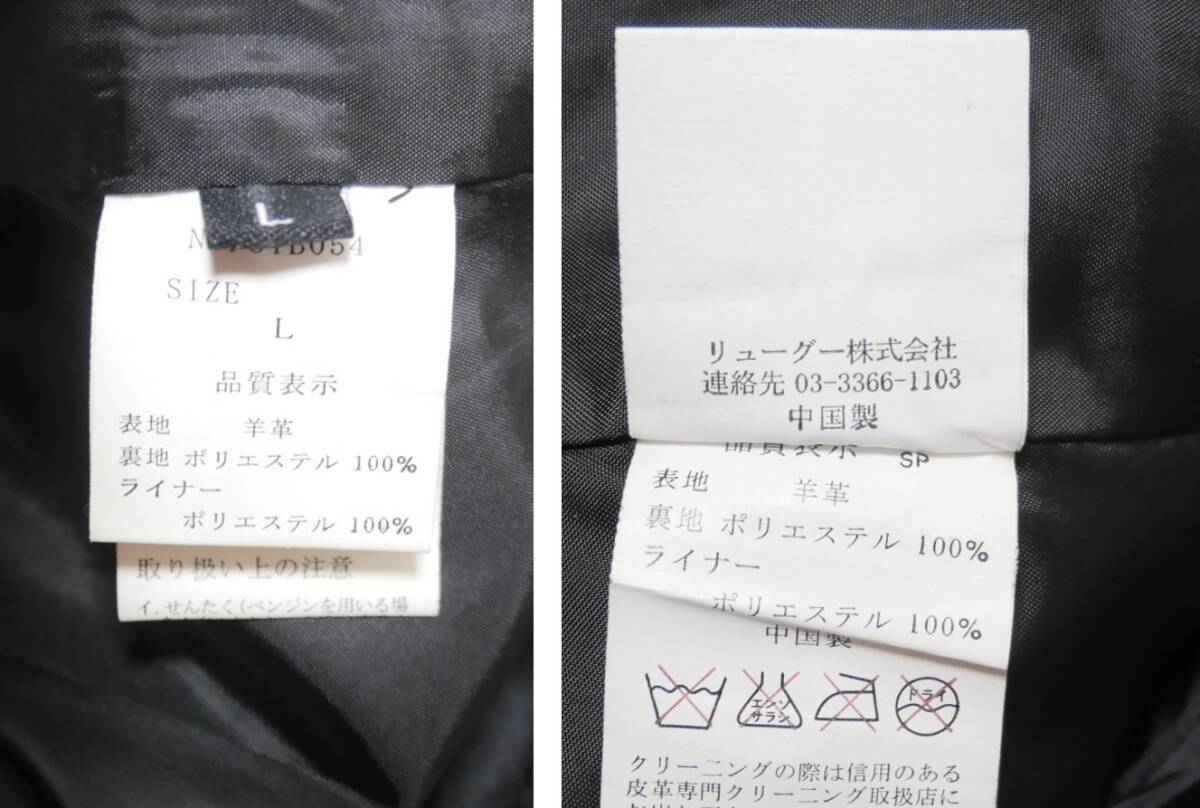 L
SIZE
L
品質表示
表地 羊革
裏地 ポリエステル 100%
ライナー
ポリエステル 100%
取り扱い上の注意
イ.せんたく(ベンジンを用いる場
リューグー株式会社
連絡先 03-3366-1103
中国製
品質表示 SP
表地 羊革
裏地 ポリエステル 100%
ライナー
ポリエステル 100%
中国製
エンソ サラシ
ドライ
クリーニングの際は信用のある
皮革専門クリーニング取扱店に